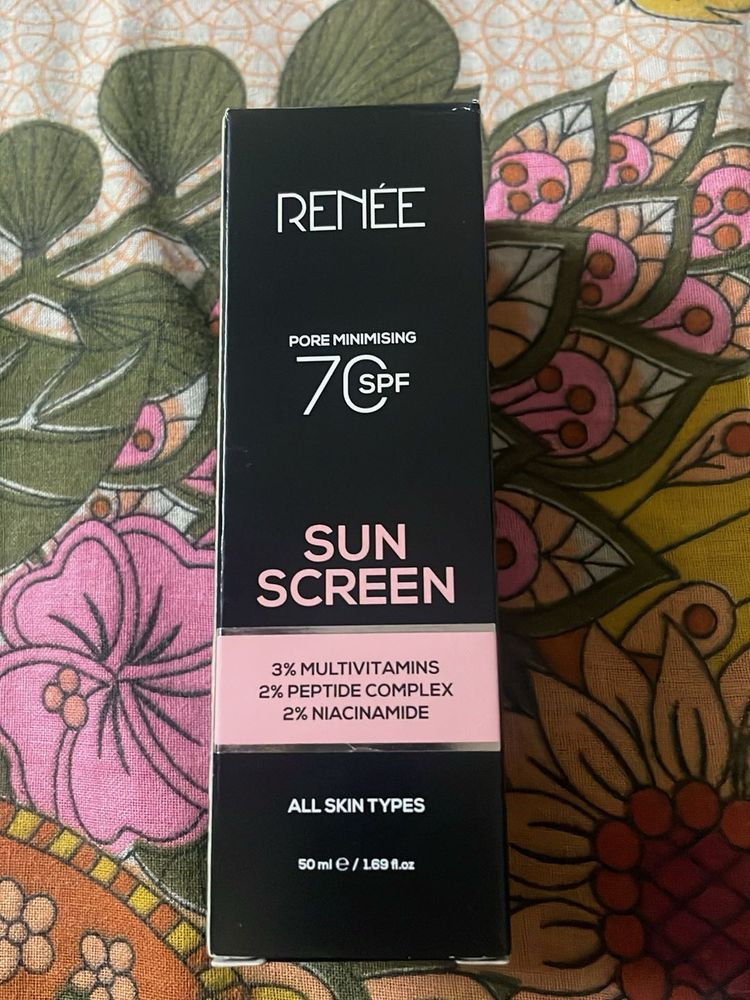 RENÉE
PORE MINIMISING
70 SPF
SUN
SCREEN
3% MULTIVITAMINS
2% PEPTIDE COMPLEX
2% NIACINAMIDE
ALL SKIN TYPES
50 ml ℮ / 1.69 fl.oz